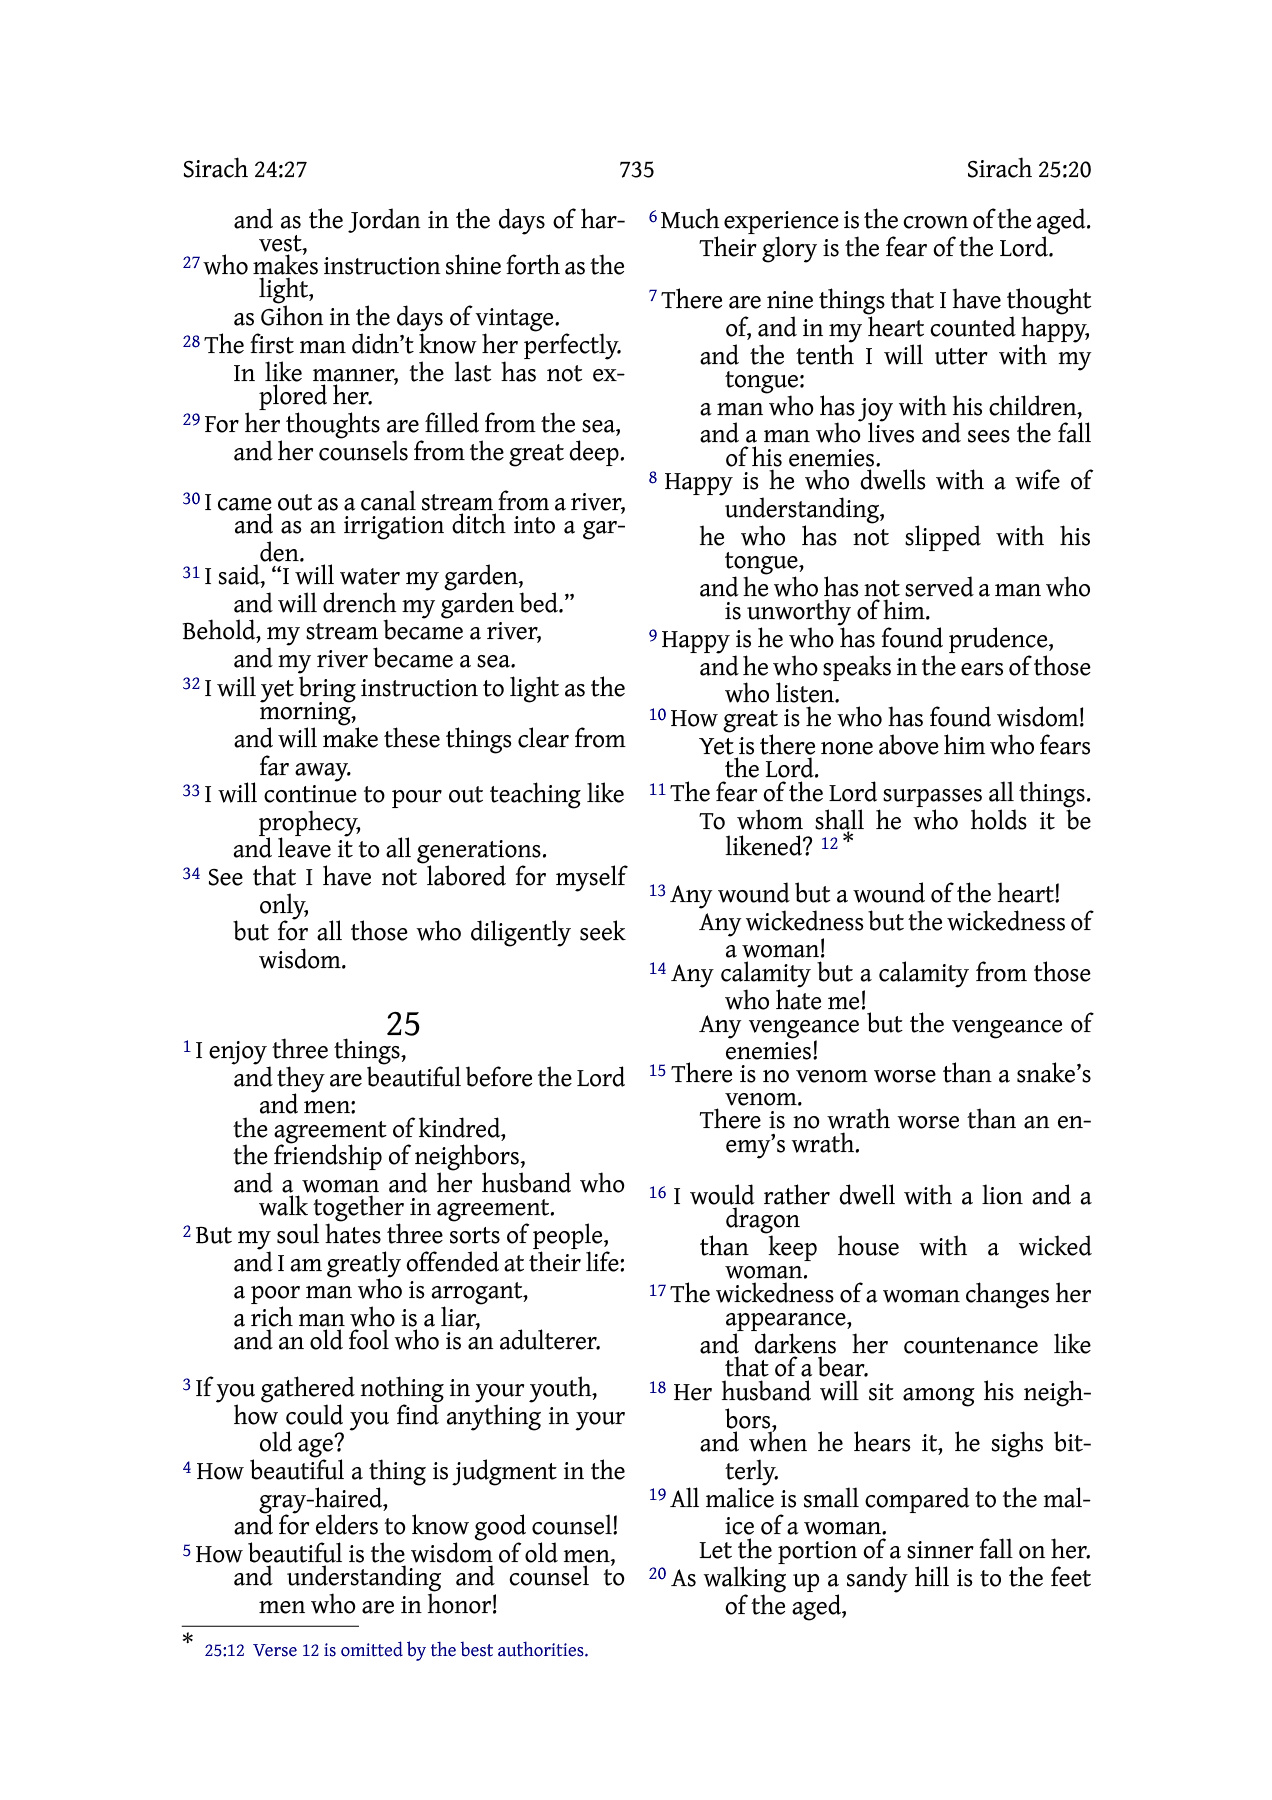 Sirach 24:27 735 Sirach 25:20
and as the Jordan in the days of har-
vest,
27 who makes instruction shine forth as the
light,
as Gihon in the days of vintage.
28 The first man didn’t know her perfectly.
In like manner, the last has not ex-
plored her.
29 For her thoughts are filled from the sea,
and her counsels from the great deep.
30 I came out as a canal stream from a river,
and as an irrigation ditch into a gar-
den.
31 I said, “I will water my garden,
and will drench my garden bed.”
Behold, my stream became a river,
and my river became a sea.
32 I will yet bring instruction to light as the
morning,
and will make these things clear from
far away.
33 I will continue to pour out teaching like
prophecy,
and leave it to all generations.
34 See that I have not labored for myself
only,
but for all those who diligently seek
wisdom.
25
1 I enjoy three things,
and they are beautiful before the Lord
and men:
the agreement of kindred,
the friendship of neighbors,
and a woman and her husband who
walk together in agreement.
2 But my soul hates three sorts of people,
and I am greatly offended at their life:
a poor man who is arrogant,
a rich man who is a liar,
and an old fool who is an adulterer.
3 If you gathered nothing in your youth,
how could you find anything in your
old age?
4 How beautiful a thing is judgment in the
gray-haired,
and for elders to know good counsel!
5 How beautiful is the wisdom of old men,
and understanding and counsel to
men who are in honor!
6 Much experience is the crown of the aged.
Their glory is the fear of the Lord.
7 There are nine things that I have thought
of, and in my heart counted happy,
and the tenth I will utter with my
tongue:
a man who has joy with his children,
and a man who lives and sees the fall
of his enemies.
8 Happy is he who dwells with a wife of
understanding,
he who has not slipped with his
tongue,
and he who has not served a man who
is unworthy of him.
9 Happy is he who has found prudence,
and he who speaks in the ears of those
who listen.
10 How great is he who has found wisdom!
Yet is there none above him who fears
the Lord.
11 The fear of the Lord surpasses all things.
To whom shall he who holds it be
likened? 12 *
13 Any wound but a wound of the heart!
Any wickedness but the wickedness of
a woman!
14 Any calamity but a calamity from those
who hate me!
Any vengeance but the vengeance of
enemies!
15 There is no venom worse than a snake’s
venom.
There is no wrath worse than an en-
emy’s wrath.
16 I would rather dwell with a lion and a
dragon
than keep house with a wicked
woman.
17 The wickedness of a woman changes her
appearance,
and darkens her countenance like
that of a bear.
18 Her husband will sit among his neigh-
bors,
and when he hears it, he sighs bit-
terly.
19 All malice is small compared to the mal-
ice of a woman.
Let the portion of a sinner fall on her.
20 As walking up a sandy hill is to the feet
of the aged,
* 25:12 Verse 12 is omitted by the best authorities.